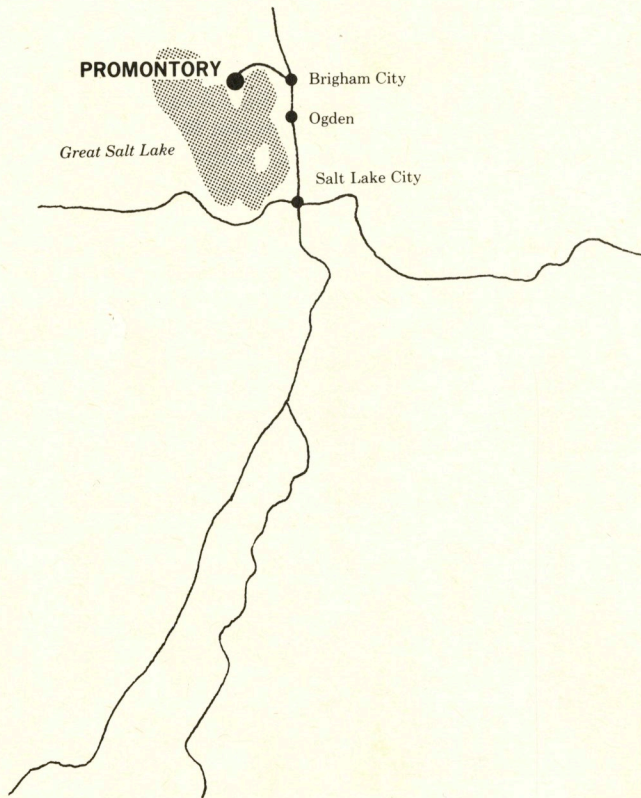 PROMONTORY
Brigham City
Ogden
Great Salt Lake
Salt Lake City